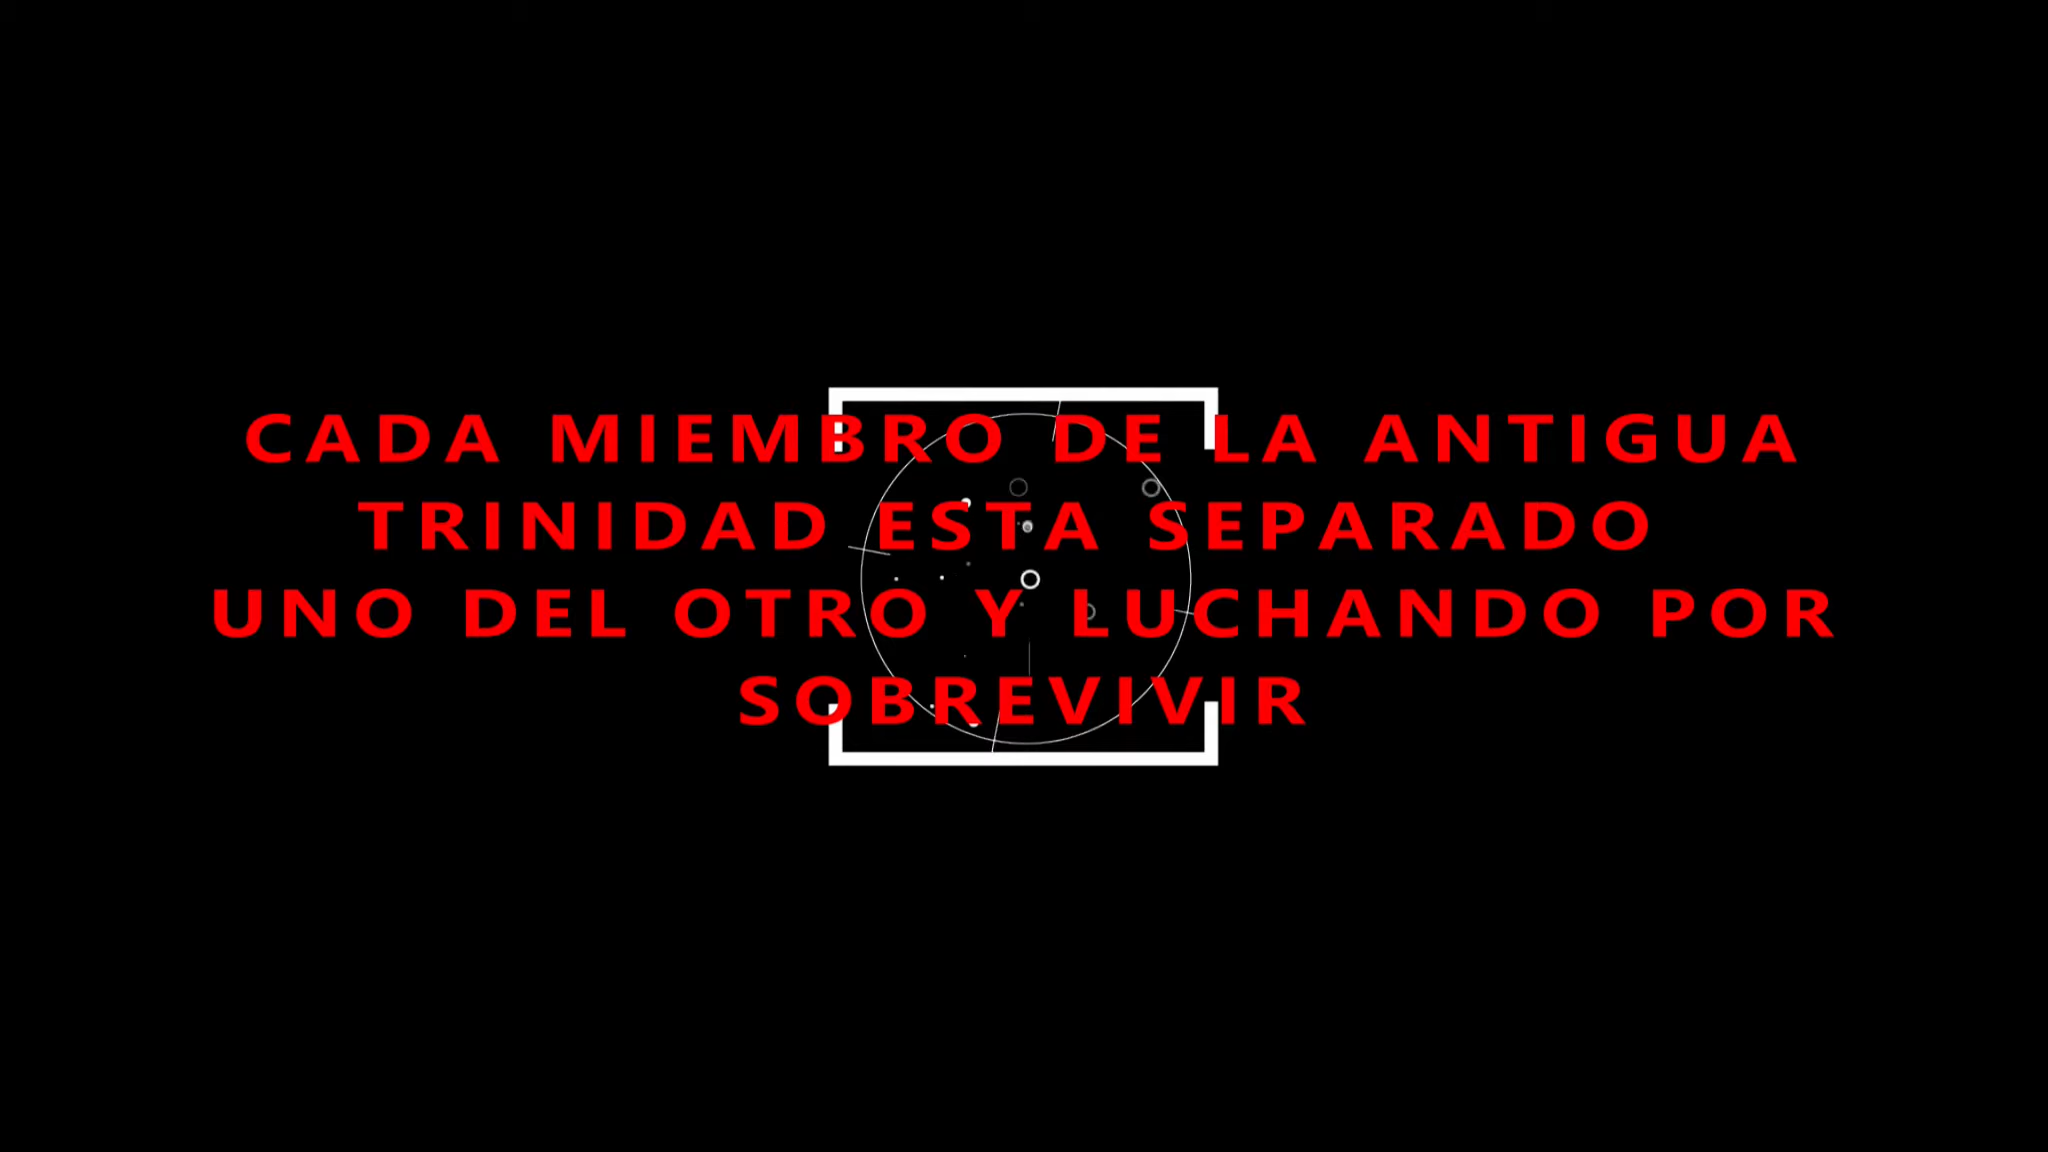 CADA MIEMBRO DE LA ANTIGUA
TRINIDAD ESTA SEPARADO
UNO DEL OTRO Y LUCHANDO POR
SOBREVIVIR